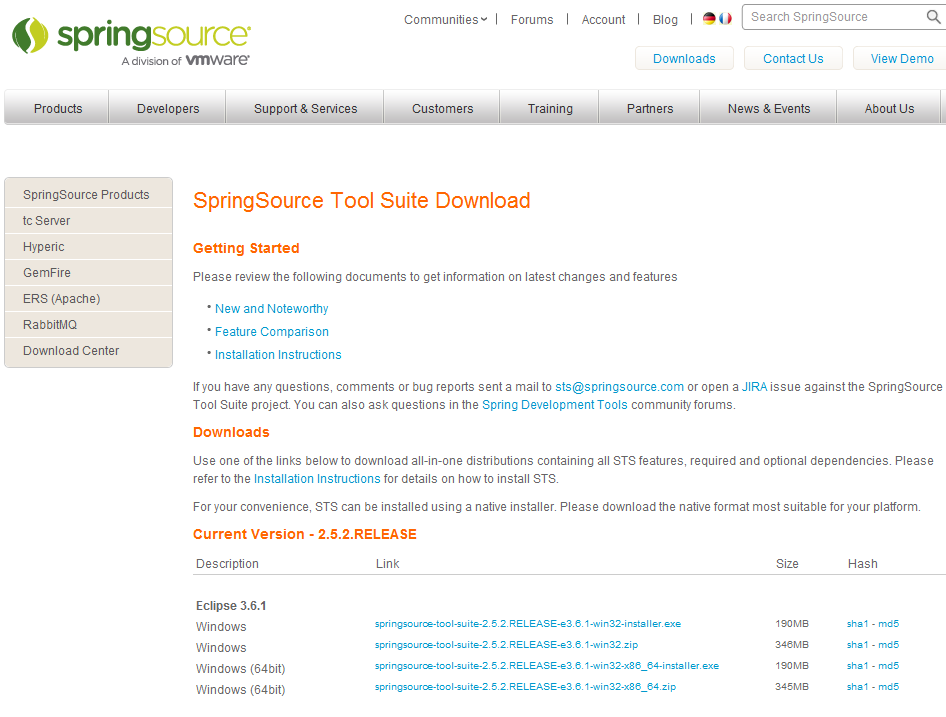 Communities | Forums | Account | Blog | Search SpringSource
springsource
A division of vmware
Downloads Contact Us View Demo
Products Developers Support & Services Customers Training Partners News & Events About Us
SpringSource Products
tc Server
Hyperic
GemFire
ERS (Apache)
RabbitMQ
Download Center
SpringSource Tool Suite Download
Getting Started
Please review the following documents to get information on latest changes and features
• New and Noteworthy
• Feature Comparison
• Installation Instructions
If you have any questions, comments or bug reports sent a mail to sts@springsource.com or open a JIRA issue against the SpringSource
Tool Suite project. You can also ask questions in the Spring Development Tools community forums.
Downloads
Use one of the links below to download all-in-one distributions containing all STS features, required and optional dependencies. Please
refer to the Installation Instructions for details on how to install STS.
For your convenience, STS can be installed using a native installer. Please download the native format most suitable for your platform.
Current Version - 2.5.2.RELEASE
Description Link Size Hash
Eclipse 3.6.1
Windows springsource-tool-suite-2.5.2.RELEASE-e3.6.1-win32-installer.exe 190MB sha1 - md5
Windows springsource-tool-suite-2.5.2.RELEASE-e3.6.1-win32.zip 346MB sha1 - md5
Windows (64bit) springsource-tool-suite-2.5.2.RELEASE-e3.6.1-win32-x86_64-installer.exe 190MB sha1 - md5
Windows (64bit) springsource-tool-suite-2.5.2.RELEASE-e3.6.1-win32-x86_64.zip 345MB sha1 - md5